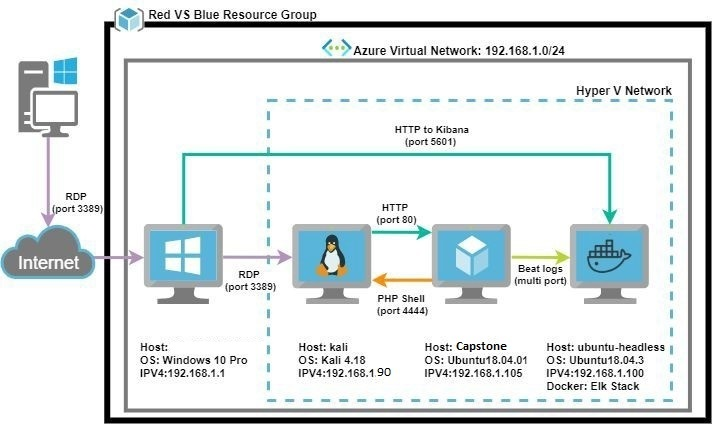 Red VS Blue Resource Group
Azure Virtual Network: 192.168.1.0/24
Hyper V Network
HTTP to Kibana
(port 5601)
RDP
(port 3389)
HTTP
(port 80)
Internet
RDP
(port 3389)
Beat logs
(multi port)
PHP Shell
(port 4444)
Host:
OS: Windows 10 Pro
IPV4:192.168.1.1
Host: kali
OS: Kali 4.18
IPV4:192.168.1.90
Host: Capstone
OS: Ubuntu18.04.01
IPV4:192.168.1.105
Host: ubuntu-headless
OS: Ubuntu18.04.3
IPV4:192.168.1.100
Docker: Elk Stack